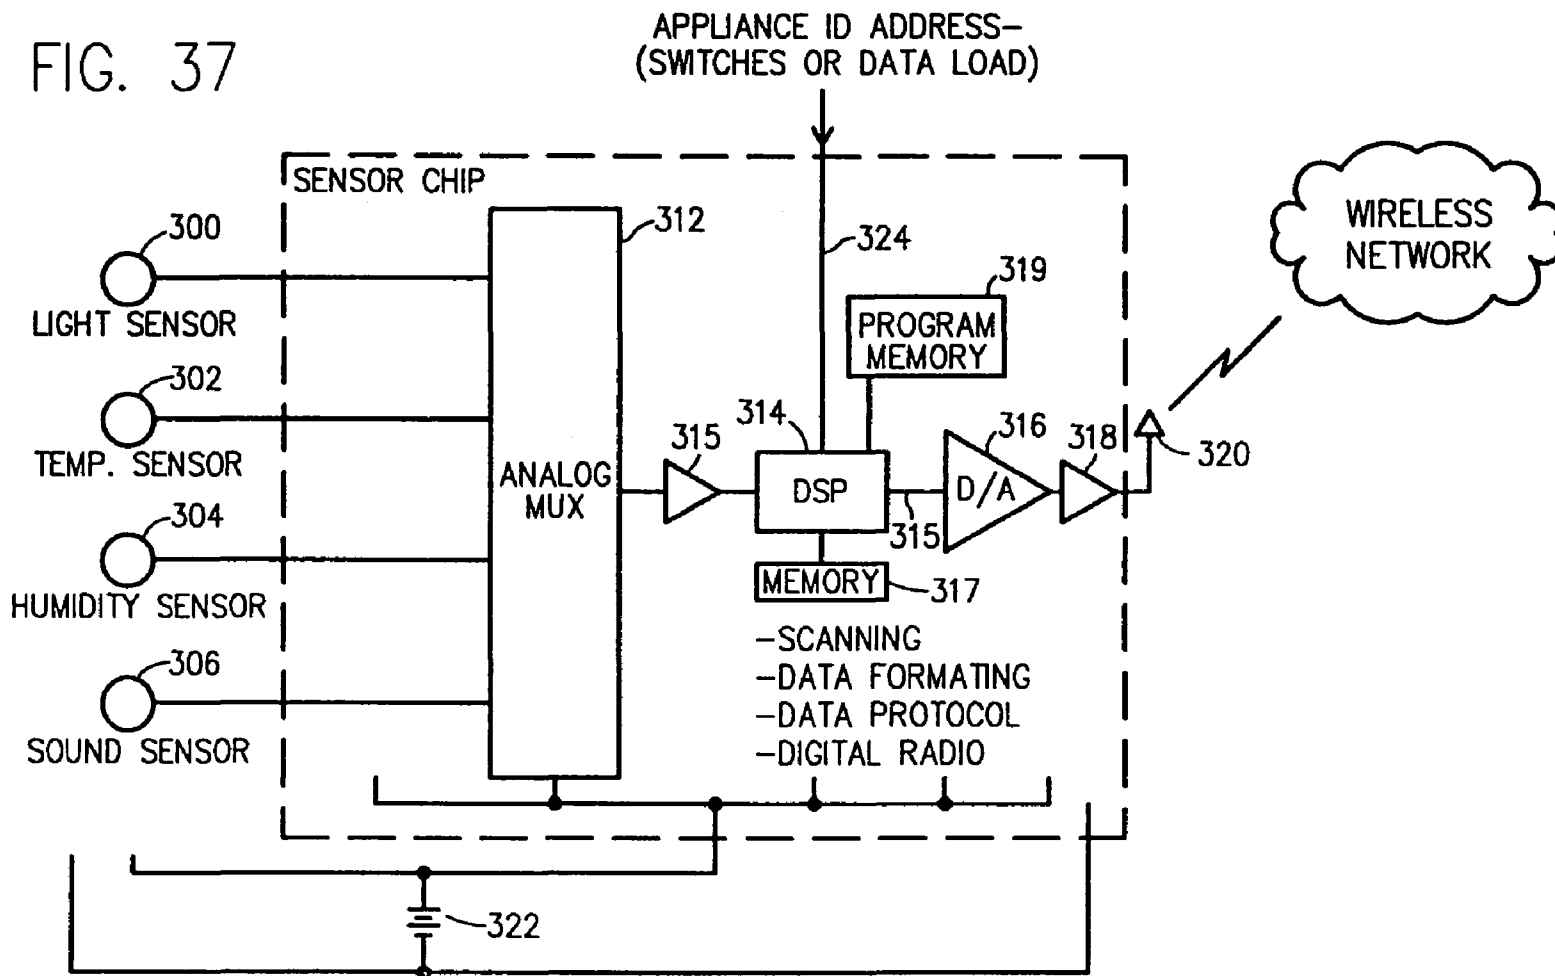 FIG. 37
APPLIANCE ID ADDRESS-
(SWITCHES OR DATA LOAD)
SENSOR CHIP
WIRELESS
NETWORK
300
LIGHT SENSOR
302
TEMP. SENSOR
304
HUMIDITY SENSOR
306
SOUND SENSOR
312
ANALOG
MUX
324
319
PROGRAM
MEMORY
315
314
DSP
315
316
D/A
318
320
MEMORY
317
-SCANNING
-DATA FORMATING
-DATA PROTOCOL
-DIGITAL RADIO
322